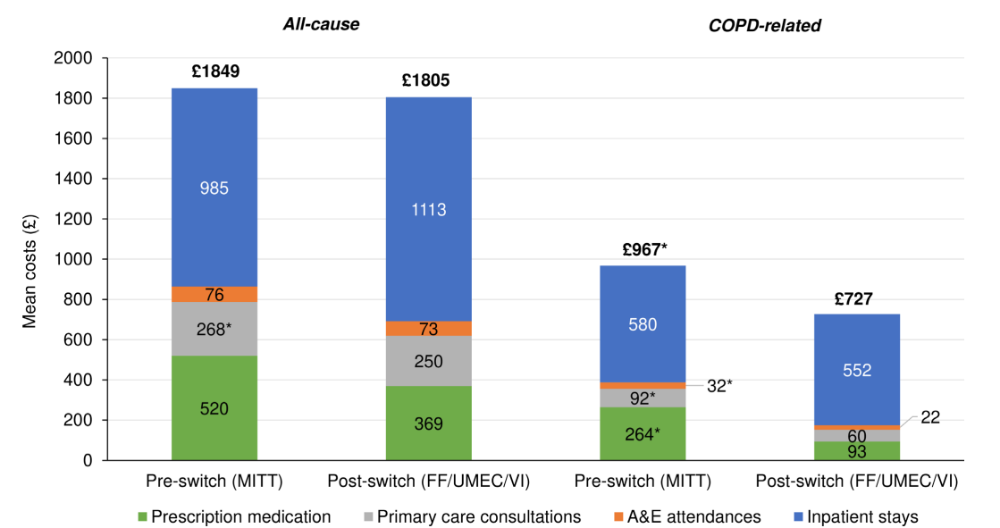 All-cause
COPD-related
Mean costs (£)
2000
1800
1600
1400
1200
1000
800
600
400
200
0
£1849
985
76
268*
520
£1805
1113
73
250
369
£967*
580
32*
92*
264*
£727
552
22
60
93
Pre-switch (MITT)
Post-switch (FF/UMEC/VI)
Pre-switch (MITT)
Post-switch (FF/UMEC/VI)
Prescription medication
Primary care consultations
A&E attendances
Inpatient stays